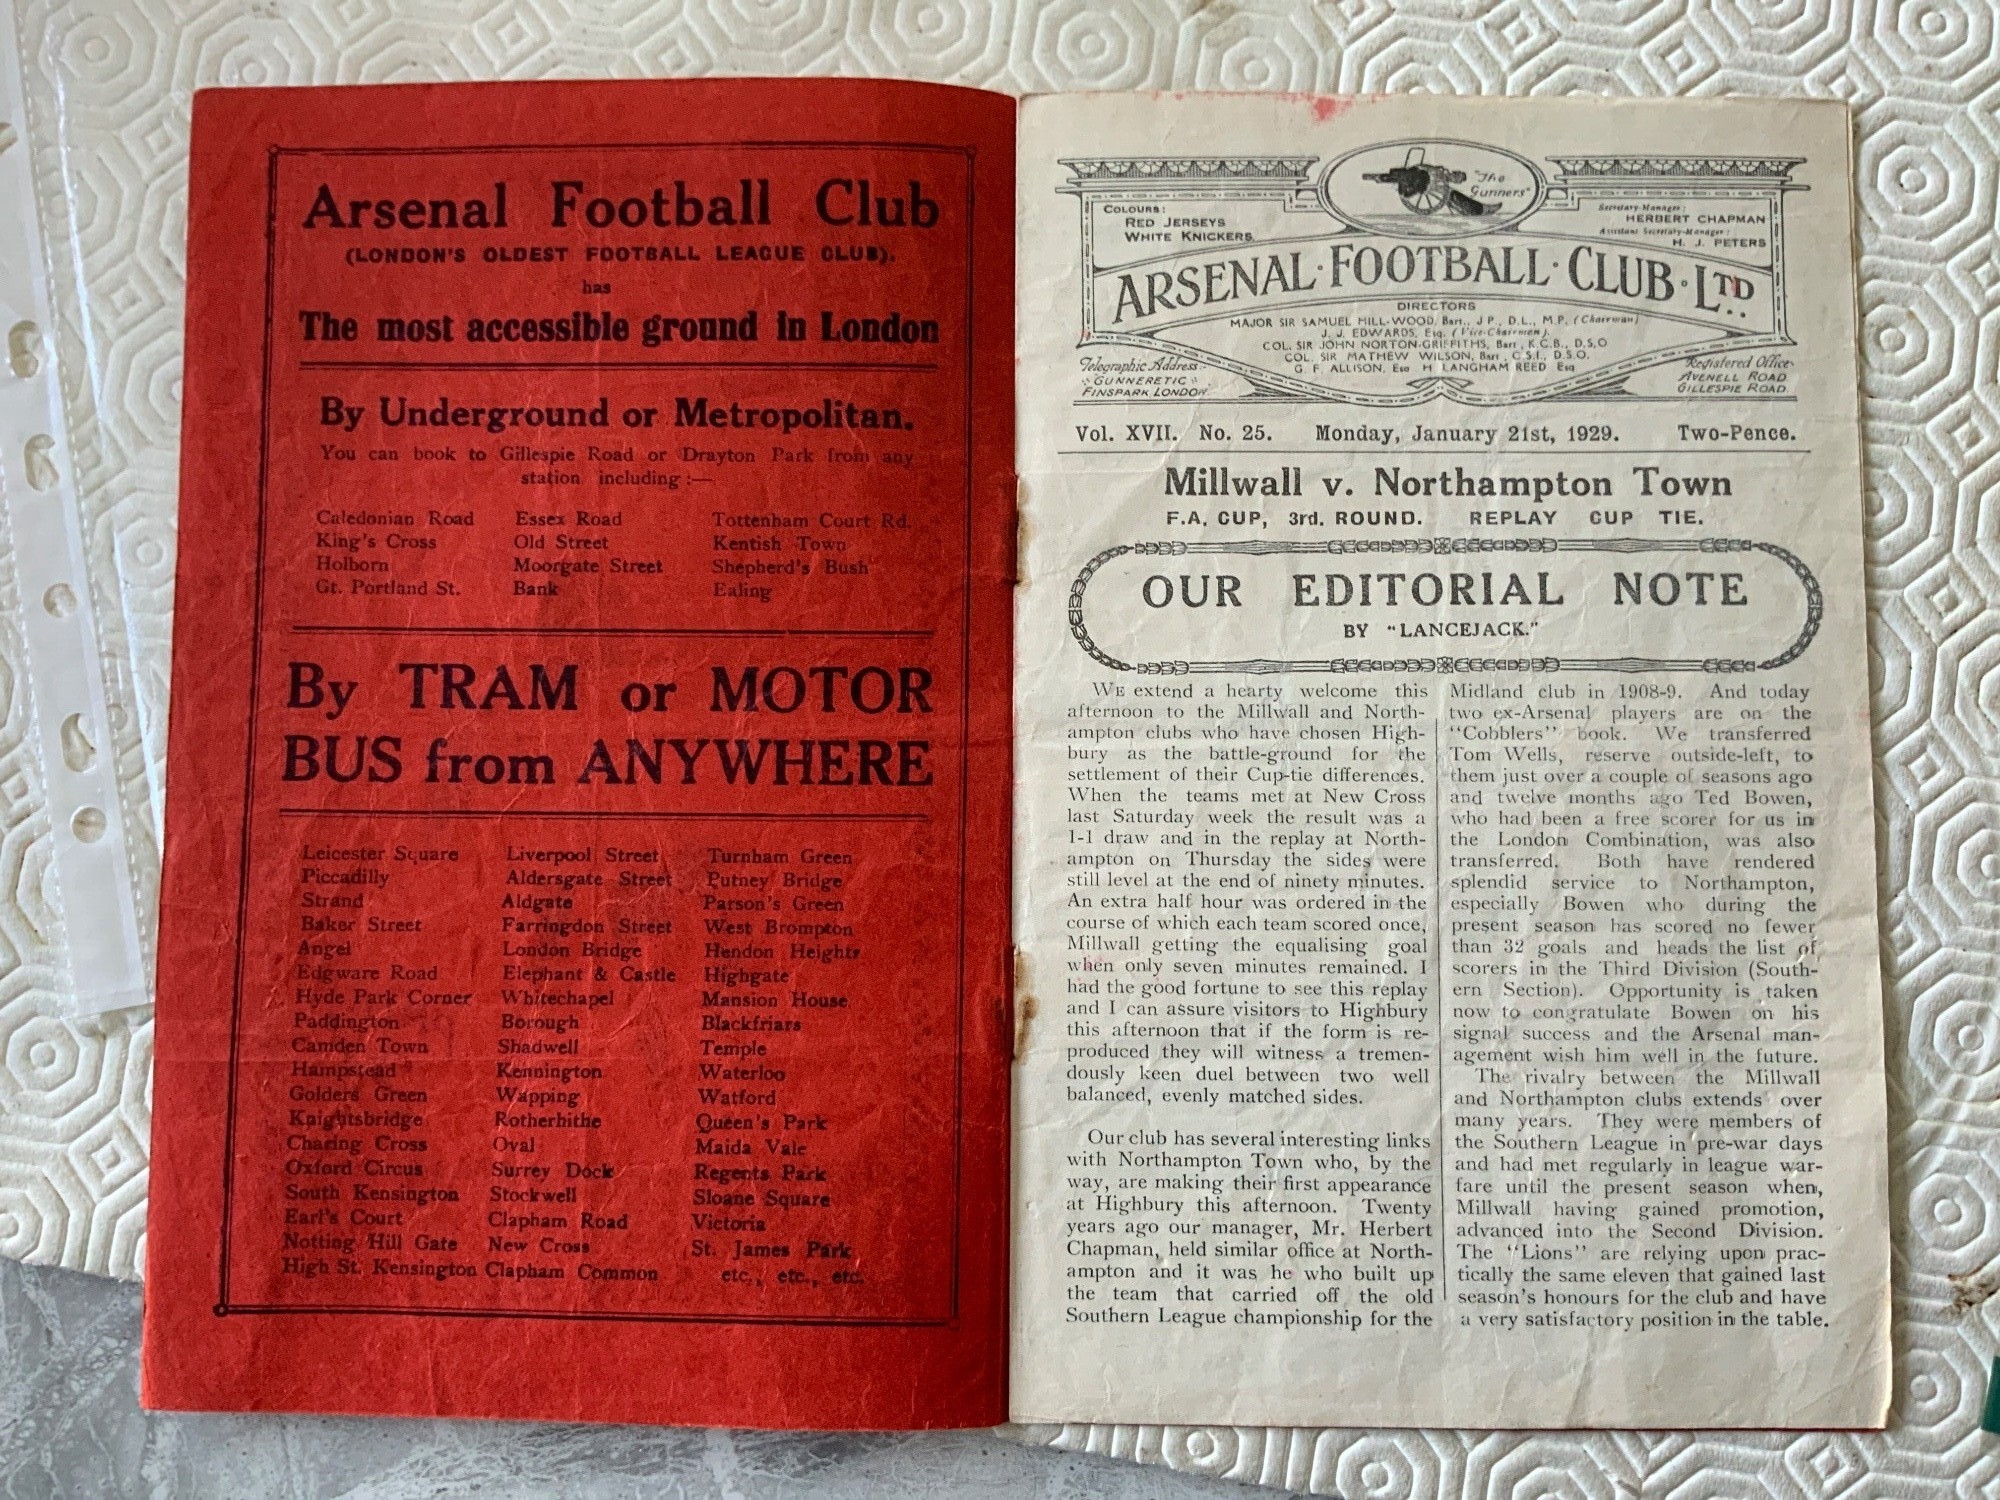 Arsenal Football Club
(LONDON'S OLDEST FOOTBALL LEAGUE CLUB).
has
The most accessible ground in London
By Underground or Metropolitan.
You can book to Gillespie Road or Drayton Park from any
station including:—
Caledonian Road Essex Road Tottenham Court Rd.
King's Cross Old Street Kentish Town
Holborn Moorgate Street Shepherd's Bush
Gt. Portland St. Bank Ealing
By TRAM or MOTOR
BUS from ANYWHERE
Leicester Square Liverpool Street Turnham Green
Piccadilly Aldersgate Street Putney Bridge
Strand Aldgate Parson's Green
Baker Street Farringdon Street West Brompton
Angel London Bridge Hendon Heights
Edgware Road Elephant & Castle Highgate
Hyde Park Corner Whitechapel Mansion House
Paddington Borough Blackfriars
Camden Town Shadwell Temple
Hampstead Kennington Waterloo
Golders Green Wapping Watford
Knightsbridge Rotherhithe Queen's Park
Charing Cross Oval Maida Vale
Oxford Circus Surrey Dock Regents Park
South Kensington Stockwell Sloane Square
Earl's Court Clapham Road Victoria
Notting Hill Gate New Cross St. James Park
High St. Kensington Clapham Common etc., etc., etc.
"The
Gunners"
COLOURS:
RED JERSEYS
WHITE KNICKERS
Secretary-Manager:
HERBERT CHAPMAN
Assistant Secretary-Manager:
H. J. PETERS
ARSENAL·FOOTBALL·CLUB·LTD..
DIRECTORS
MAJOR SIR SAMUEL HILL-WOOD, Bart., J.P., D.L., M.P. (Chairman)
J. J. EDWARDS, Esq. (Vice-Chairman).
COL. SIR JOHN NORTON-GRIFFITHS, Bart., K.C.B., D.S.O
COL. SIR MATHEW WILSON, Bart, C.S.I., D.S.O.
G. F. ALLISON, Esq H LANGHAM REED Esq
Telegraphic Address:-
"GUNNERETIC"
FINSPARK, LONDON
Registered Office
AVENELL ROAD
GILLESPIE ROAD
Vol. XVII. No. 25. Monday, January 21st, 1929. Two-Pence.
Millwall v. Northampton Town
F.A. CUP, 3rd. ROUND. REPLAY CUP TIE.
OUR EDITORIAL NOTE
BY "LANCEJACK."
WE extend a hearty welcome this
afternoon to the Millwall and North-
ampton clubs who have chosen High-
bury as the battle-ground for the
settlement of their Cup-tie differences.
When the teams met at New Cross
last Saturday week the result was a
1-1 draw and in the replay at North-
ampton on Thursday the sides were
still level at the end of ninety minutes.
An extra half hour was ordered in the
course of which each team scored once,
Millwall getting the equalising goal
when only seven minutes remained. I
had the good fortune to see this replay
and I can assure visitors to Highbury
this afternoon that if the form is re-
produced they will witness a tremen-
dously keen duel between two well
balanced, evenly matched sides.
Our club has several interesting links
with Northampton Town who, by the
way, are making their first appearance
at Highbury this afternoon. Twenty
years ago our manager, Mr. Herbert
Chapman, held similar office at North-
ampton and it was he who built up
the team that carried off the old
Southern League championship for the
Midland club in 1908-9. And today
two ex-Arsenal players are on the
"Cobblers" book. We transferred
Tom Wells, reserve outside-left, to
them just over a couple of seasons ago
and twelve months ago Ted Bowen,
who had been a free scorer for us in
the London Combination, was also
transferred. Both have rendered
splendid service to Northampton,
especially Bowen who during the
present season has scored no fewer
than 32 goals and heads the list of
scorers in the Third Division (South-
ern Section). Opportunity is taken
now to congratulate Bowen on his
signal success and the Arsenal man-
agement wish him well in the future.
The rivalry between the Millwall
and Northampton clubs extends over
many years. They were members of
the Southern League in pre-war days
and had met regularly in league war-
fare until the present season when,
Millwall having gained promotion,
advanced into the Second Division.
The "Lions" are relying upon prac-
tically the same eleven that gained last
season's honours for the club and have
a very satisfactory position in the table.